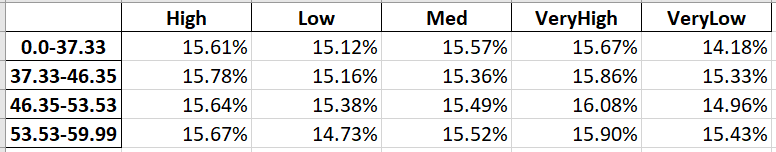 High Low Med VeryHigh VeryLow
0.0-37.33 15.61% 15.12% 15.57% 15.67% 14.18%
37.33-46.35 15.78% 15.16% 15.36% 15.86% 15.33%
46.35-53.53 15.64% 15.38% 15.49% 16.08% 14.96%
53.53-59.99 15.67% 14.73% 15.52% 15.90% 15.43%